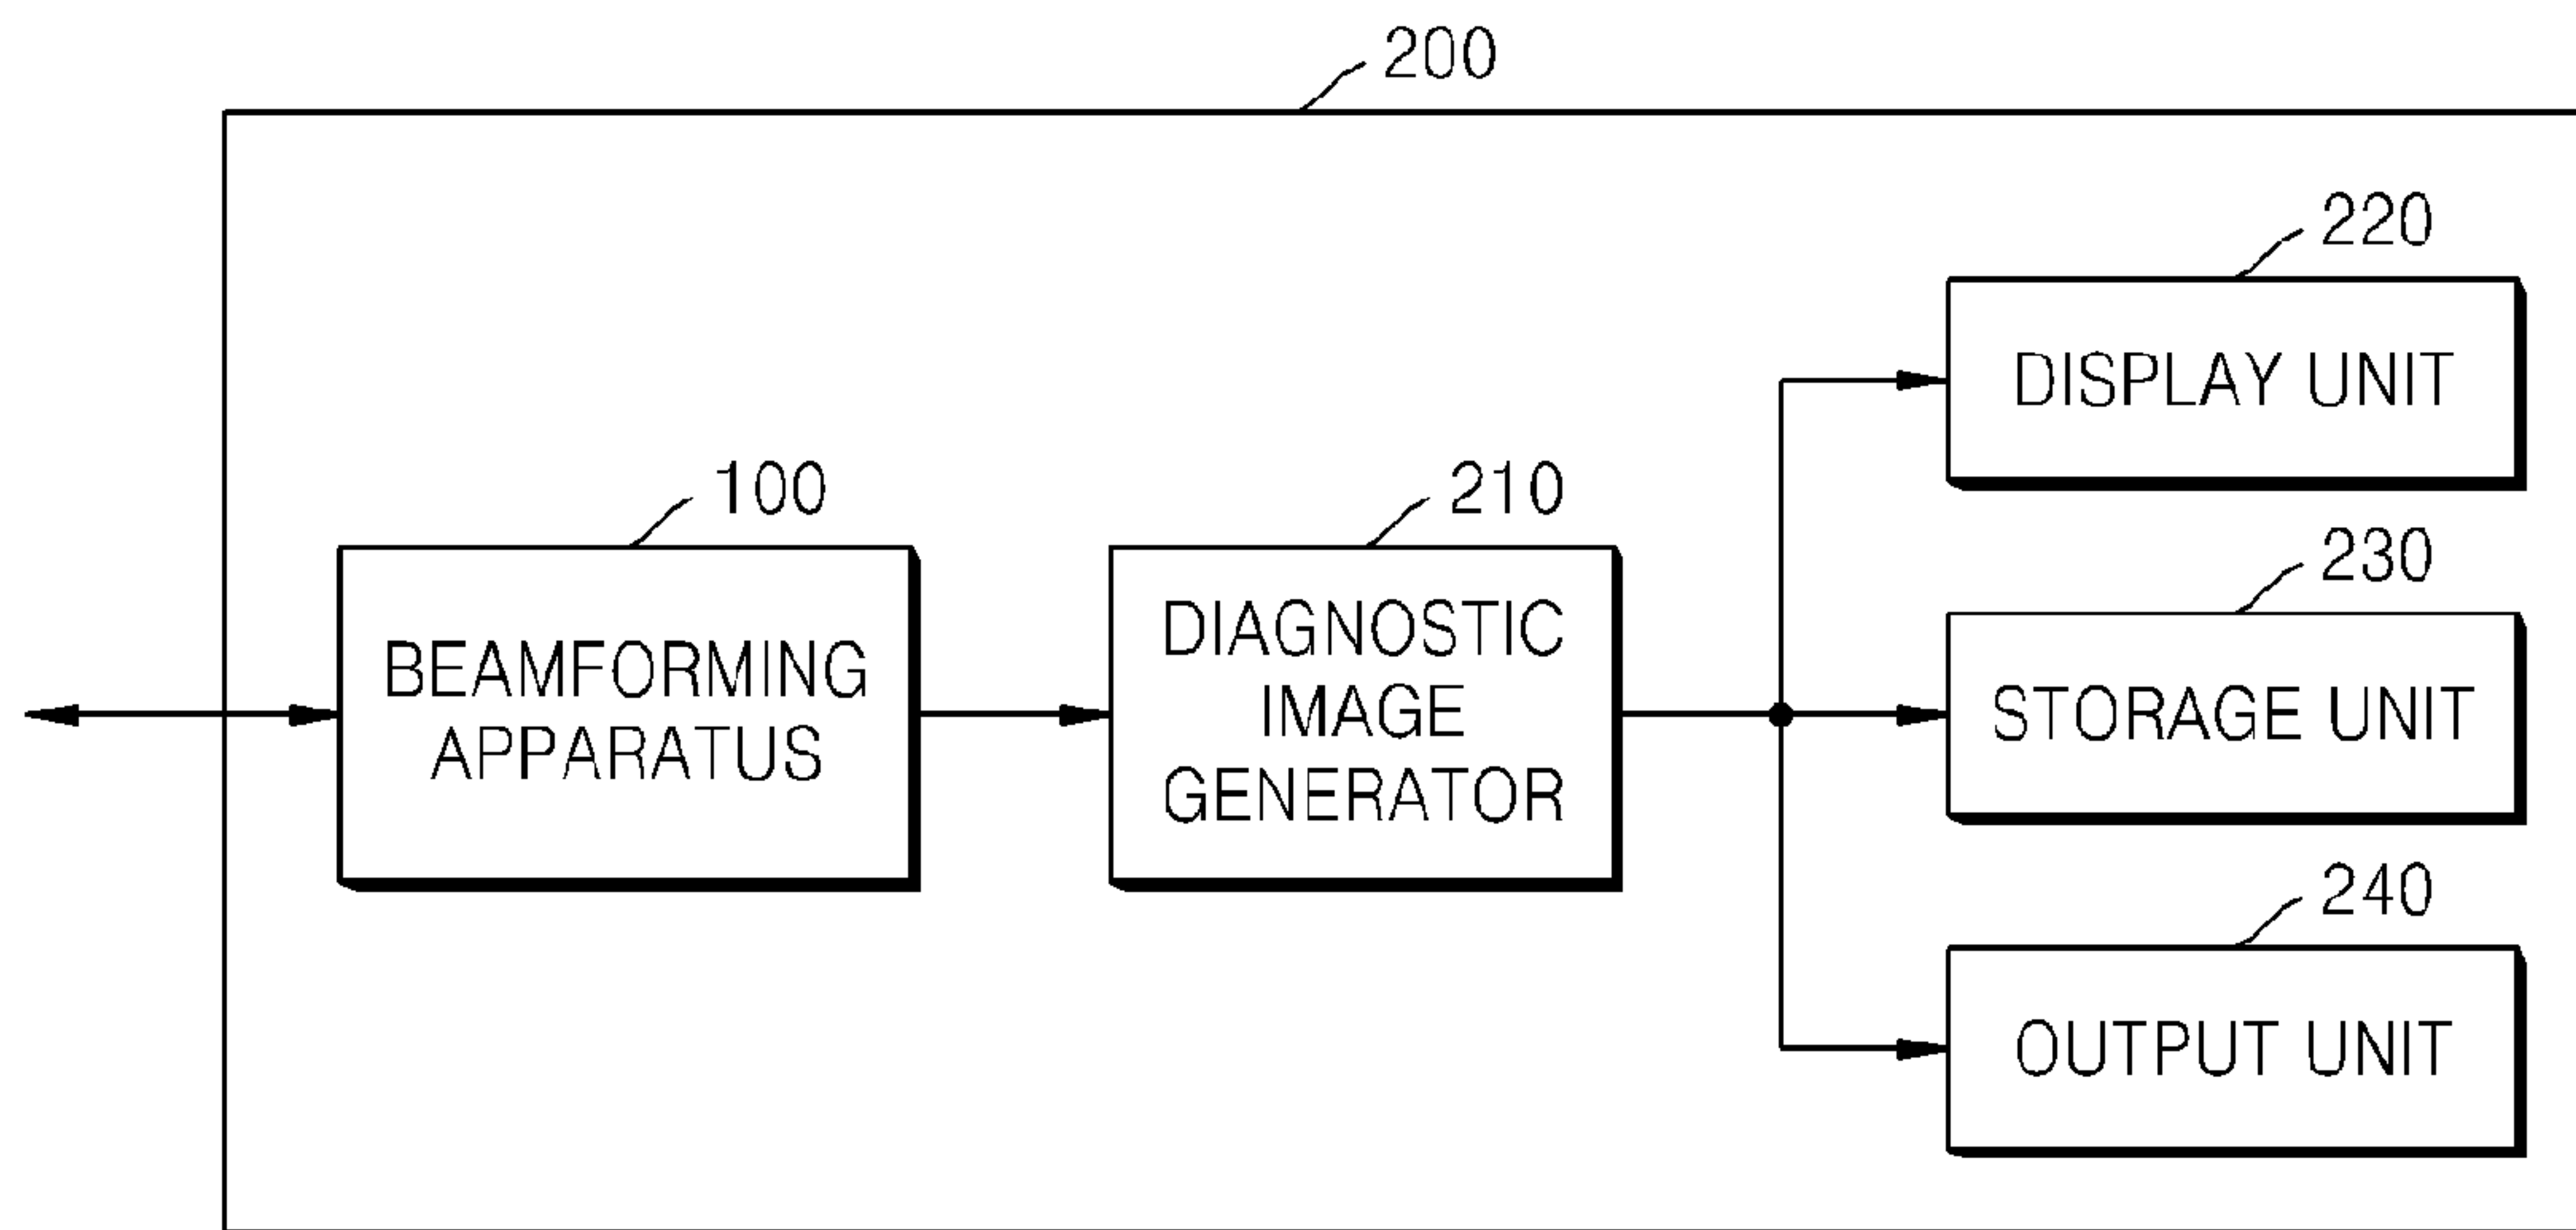 200
220
DISPLAY UNIT
100
210
BEAMFORMING
APPARATUS
DIAGNOSTIC
IMAGE
GENERATOR
230
STORAGE UNIT
240
OUTPUT UNIT